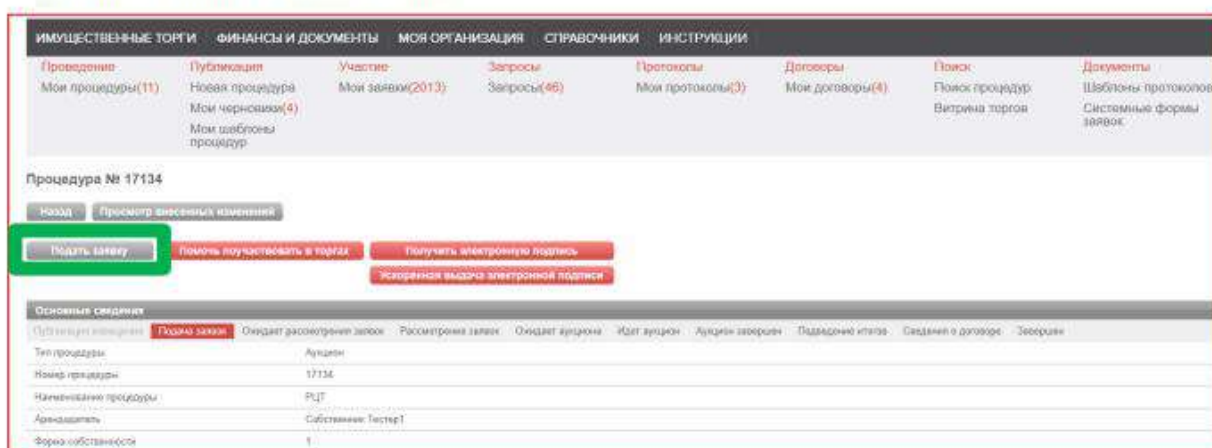 ИМУЩЕСТВЕННЫЕ ТОРГИ ФИНАНСЫ И ДОКУМЕНТЫ МОЯ ОРГАНИЗАЦИЯ СПРАВОЧНИКИ ИНСТРУКЦИИ
Проведение Публикация Участие Запросы Протоколы Договоры Поиск Документы
Мои процедуры(11) Новая процедура Мои заявки(2013) Запросы(46) Мои протоколы(3) Мои договоры(4) Поиск процедур Шаблоны протоколов
Мои черновики(4) Витрина торгов Системные формы заявок
Мои шаблоны процедур
Процедура № 17134
Назад Просмотр внесенных изменений
Подать заявку Помочь поучаствовать в торгах Получить электронную подпись
Ускоренная выдача электронной подписи
Основные сведения
Публикация извещения Подача заявок Ожидает рассмотрения заявок Рассмотрение заявок Ожидает аукциона Идет аукцион Аукцион завершен Подведение итогов Сведения о договоре Завершен
Тип процедуры Аукцион
Номер процедуры 17134
Наименование процедуры РЦТ
Арендодатель Собственник Тестер1
Форма собственности 1